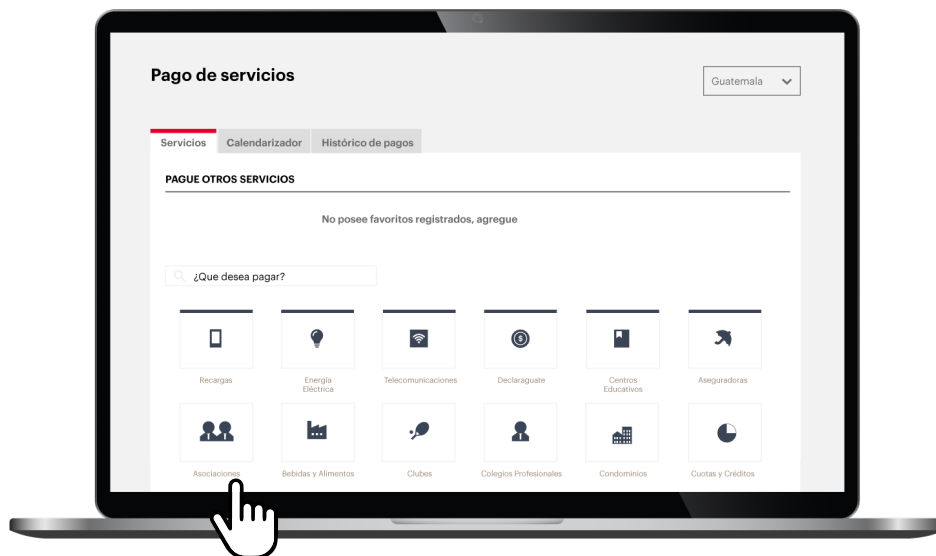 Pago de servicios
Guatemala
Servicios Calendarizador Histórico de pagos
PAGUE OTROS SERVICIOS
No posee favoritos registrados, agregue
¿Que desea pagar?
Recargas
Energía
Eléctrica
Telecomunicaciones
Declaraguate
Centros
Educativos
Aseguradoras
Asociaciones
Bebidas y Alimentos
Clubes
Colegios Profesionales
Condominios
Cuotas y Créditos